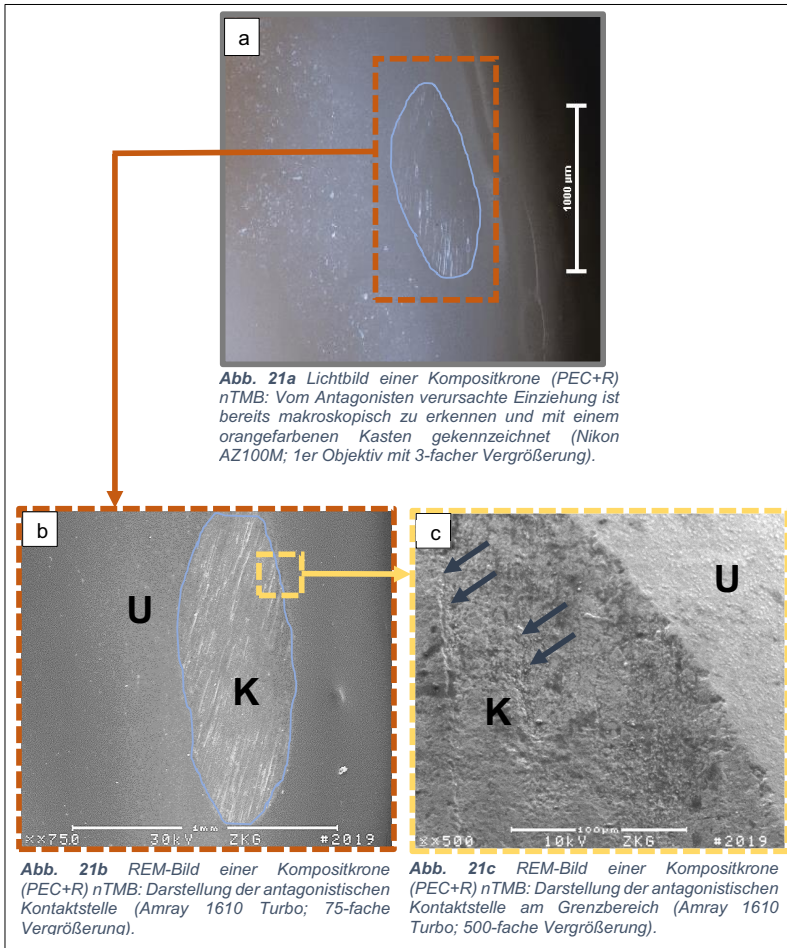 a
1000 µm
Abb. 21a Lichtbild einer Kompositkrone (PEC+R)
nTMB: Vom Antagonisten verursachte Einziehung ist
bereits makroskopisch zu erkennen und mit einem
orangefarbenen Kasten gekennzeichnet (Nikon
AZ100M; 1er Objektiv mit 3-facher Vergrößerung).
b
U
K
xx750 30kV 1mm ZKG #2019
c
U
K
xx500 10kV 100µm ZKG #2019
Abb. 21b REM-Bild einer Kompositkrone
(PEC+R) nTMB: Darstellung der antagonistischen
Kontaktstelle (Amray 1610 Turbo; 75-fache
Vergrößerung).
Abb. 21c REM-Bild einer Kompositkrone
(PEC+R) nTMB: Darstellung der antagonistischen
Kontaktstelle am Grenzbereich (Amray 1610
Turbo; 500-fache Vergrößerung).